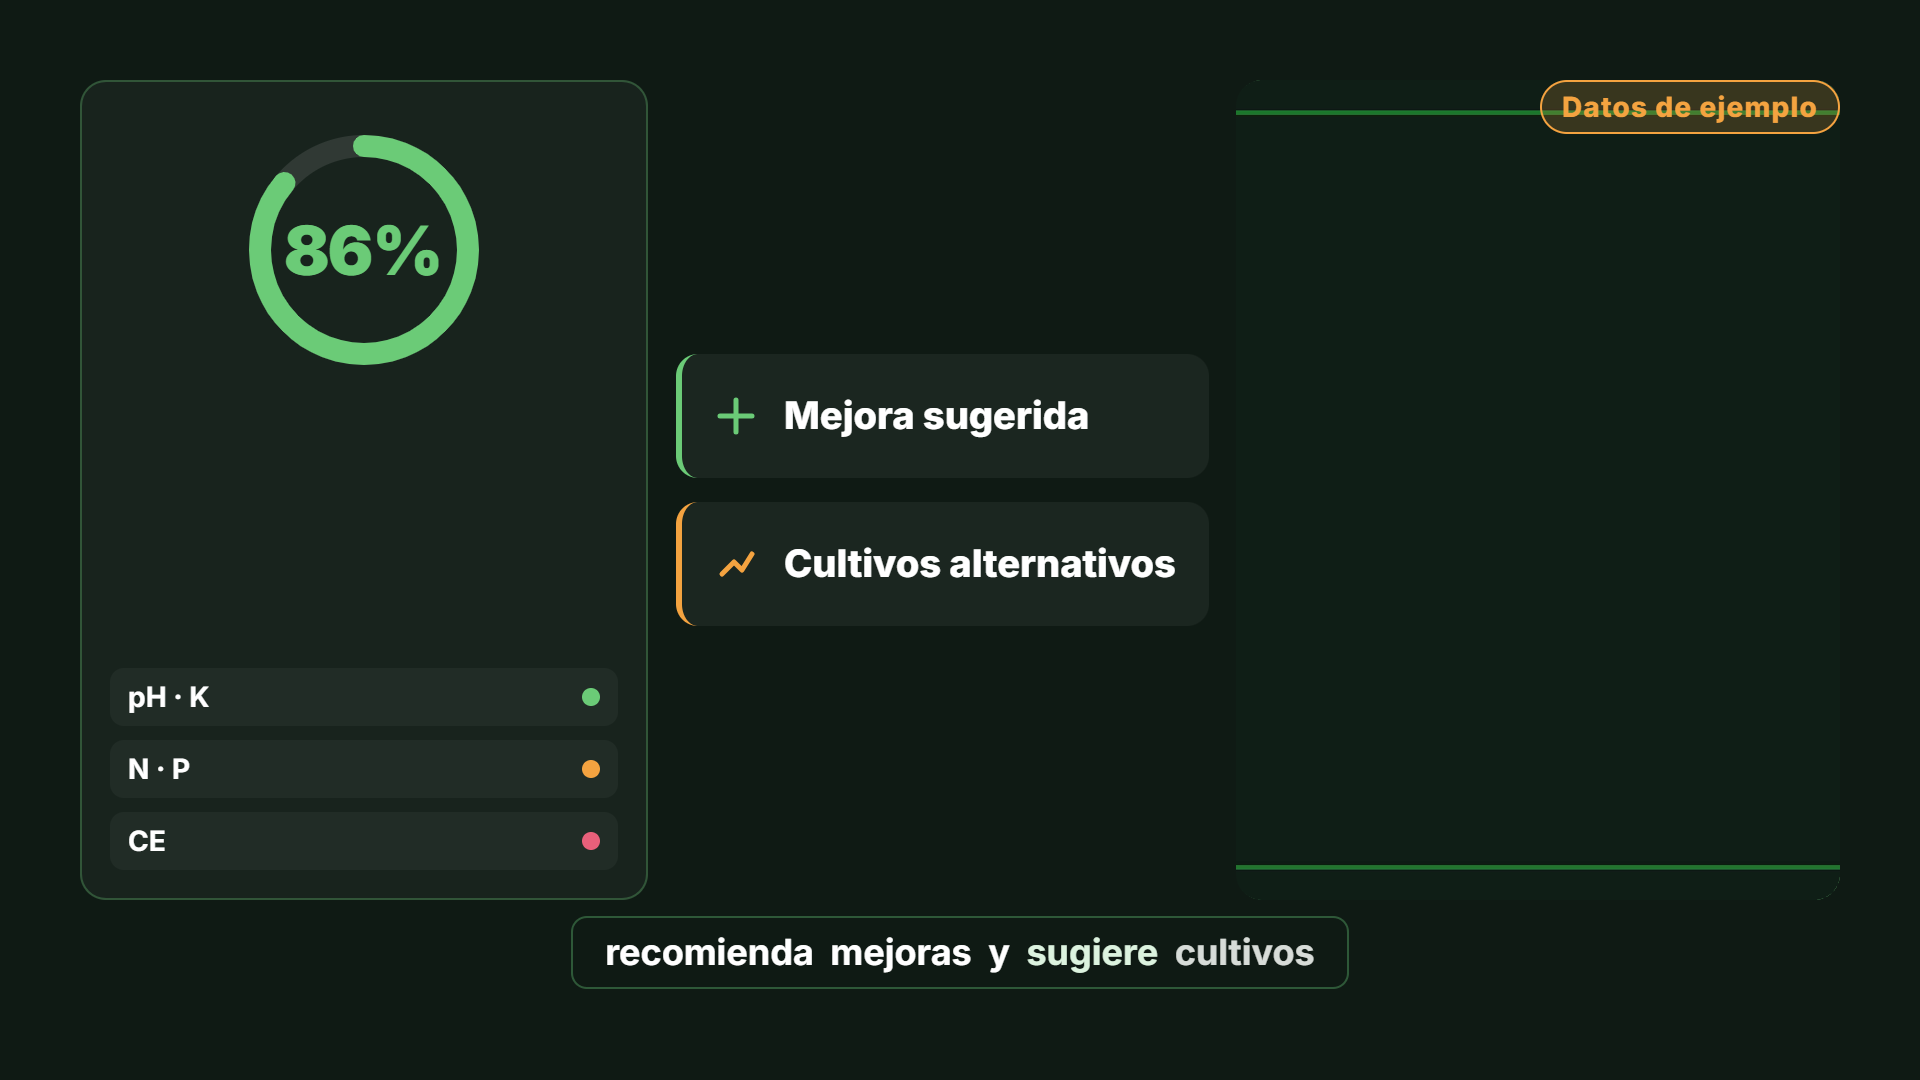 86%
pH · K
N · P
CE
Mejora sugerida
Cultivos alternativos
Datos de ejemplo
recomienda mejoras y sugiere cultivos